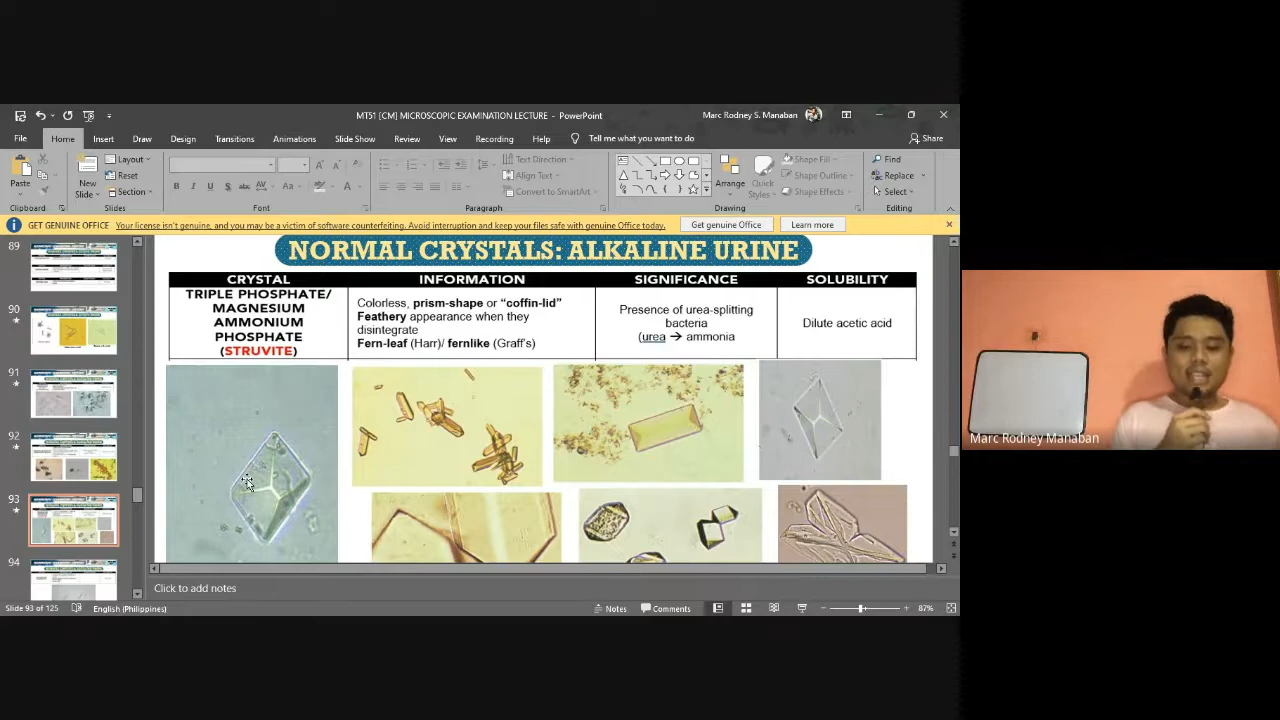 MT51 [CM] MICROSCOPIC EXAMINATION LECTURE - PowerPoint
Marc Rodney S. Manaban
File Home Insert Draw Design Transitions Animations Slide Show Review View Recording Help Tell me what you want to do Share
Paste
New Slide
Layout
Reset
Section
B I U S ab AV Aa A
Text Direction
Align Text
Convert to SmartArt
Arrange
Quick Styles
Shape Fill
Shape Outline
Shape Effects
Find
Replace
Select
Clipboard Slides Font Paragraph Drawing Editing
GET GENUINE OFFICE Your license isn't genuine, and you may be a victim of software counterfeiting. Avoid interruption and keep your files safe with genuine Office today. Get genuine Office Learn more
89
90
91
92
93
94
NORMAL CRYSTALS: ALKALINE URINE
CRYSTAL INFORMATION SIGNIFICANCE SOLUBILITY
TRIPLE PHOSPHATE/
MAGNESIUM
AMMONIUM
PHOSPHATE
(STRUVITE)
Colorless, prism-shape or “coffin-lid”
Feathery appearance when they
disintegrate
Fern-leaf (Harr)/ fernlike (Graff's)
Presence of urea-splitting
bacteria
(urea → ammonia
Dilute acetic acid
Click to add notes
Slide 93 of 125 English (Philippines) Notes Comments 87%
Marc Rodney Manaban